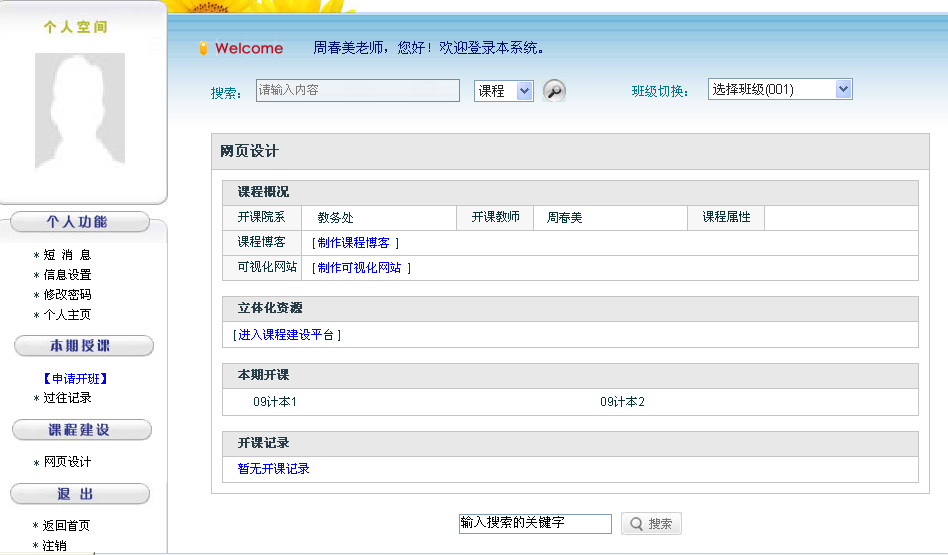 个人空间
Welcome 周春美老师，您好！欢迎登录本系统。
搜索： 请输入内容 课程 班级切换： 选择班级(001)
个人功能
* 短 消 息
* 信息设置
* 修改密码
* 个人主页
本期授课
【申请开班】
* 过往记录
课程建设
* 网页设计
退 出
* 返回首页
* 注销
网页设计
课程概况
开课院系 教务处 开课教师 周春美 课程属性
课程博客 [制作课程博客 ]
可视化网站 [制作可视化网站 ]
立体化资源
[进入课程建设平台]
本期开课
09计本1 09计本2
开课记录
暂无开课记录
输入搜索的关键字 搜索